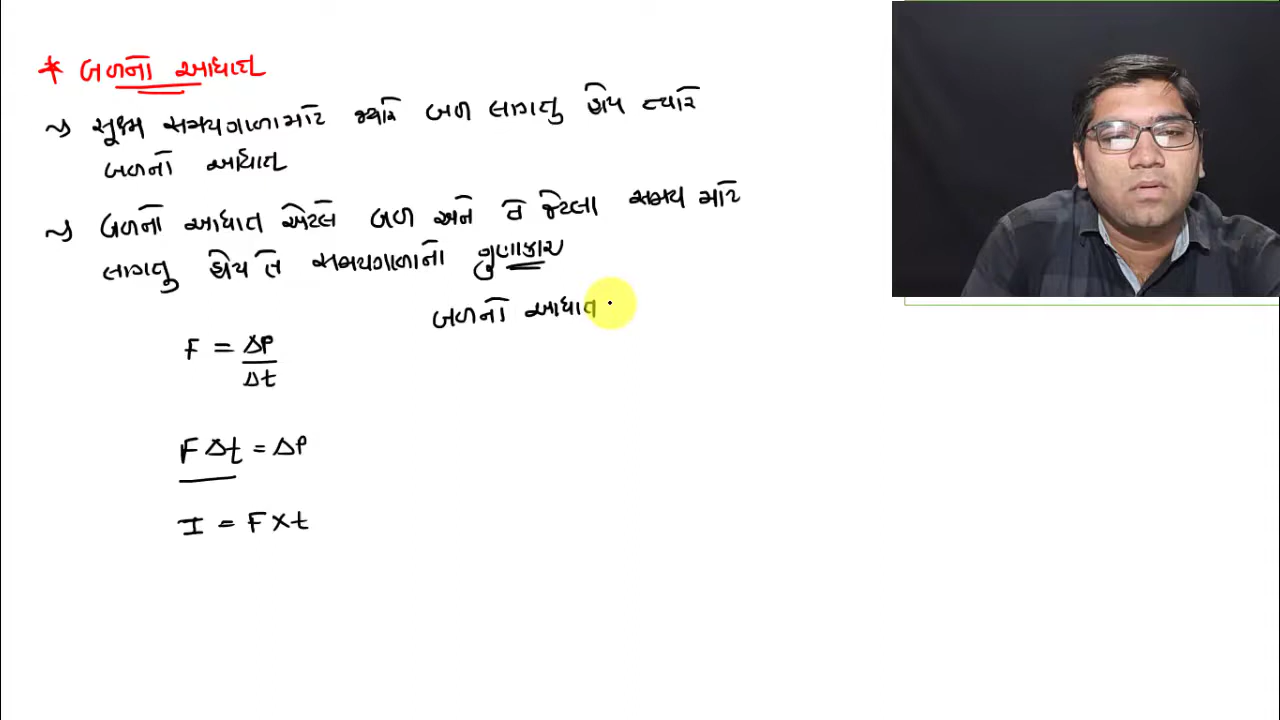 * બળનો આઘાત
~) સૂક્ષ્મ સમયગાળા માટે જ્યારે બળ લાગતુ હોય ત્યારે
બળનો આઘાત
~) બળનો આઘાત એટલે બળ અને તે જેટલા સમય માટે
લાગતુ હોય તે સમયગાળાનો ગુણાકાર
બળનો આઘાત
F = ΔP/Δt
FΔt = ΔP
I = F×t